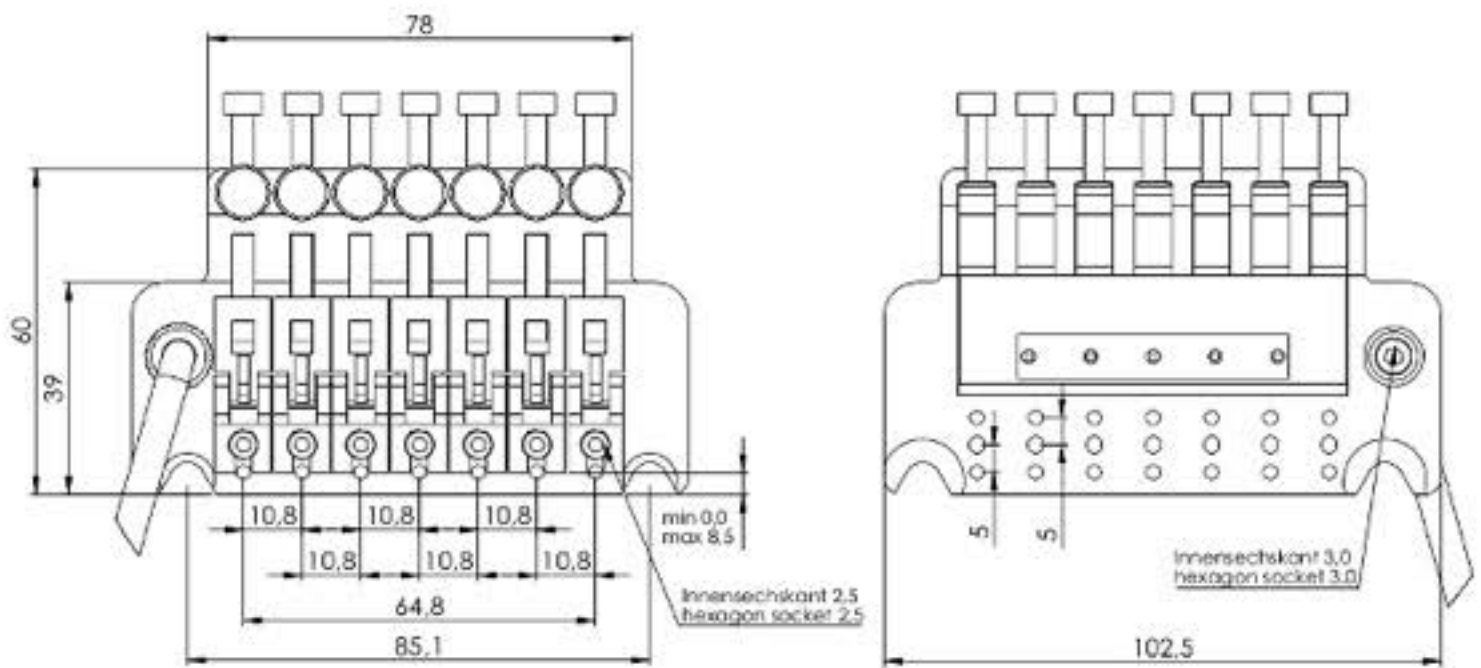 78
60
39
10,8
10,8
10,8
min 0,0
max 8,5
10,8
10,8
10,8
64,8
85,1
Innensechskant 2,5
hexagon socket 2,5
5
5
Innensechskant 3,0
hexagon socket 3,0
102,5